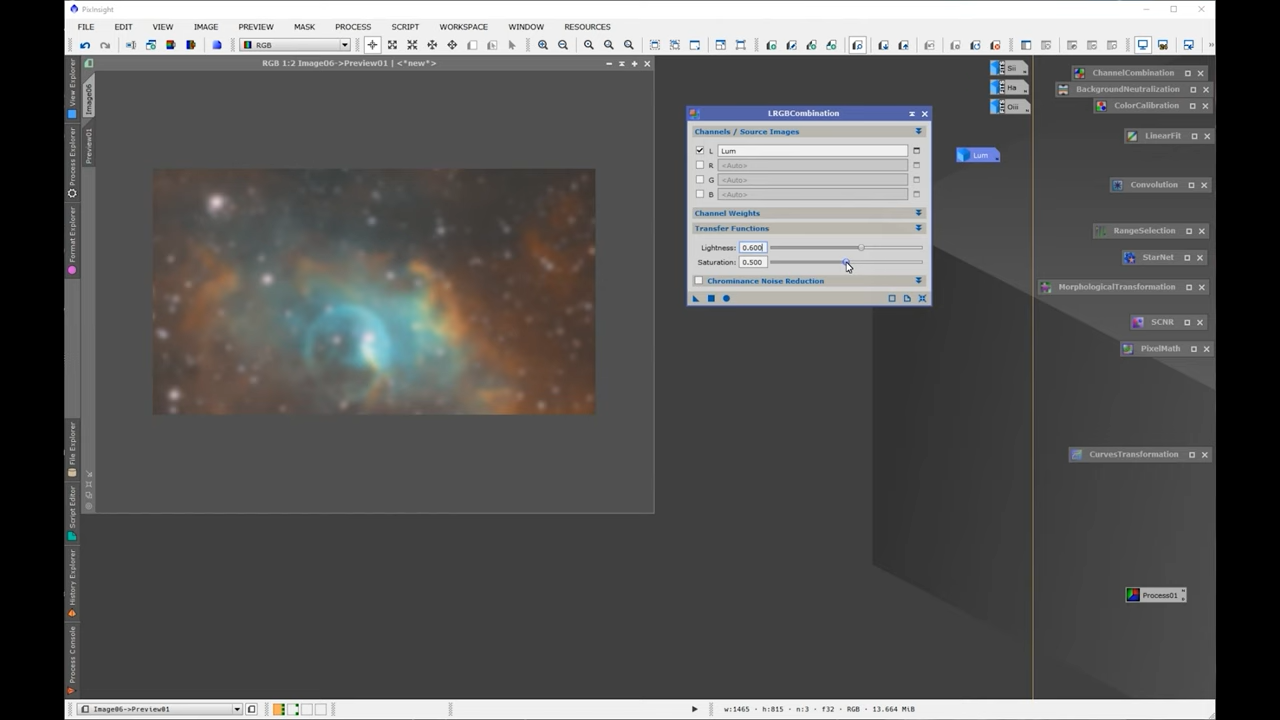 PixInsight
FILE EDIT VIEW IMAGE PREVIEW MASK PROCESS SCRIPT WORKSPACE WINDOW RESOURCES
RGB
RGB 1:2 Image06->Preview01 | <*new*>
View Explorer
Process Explorer
Format Explorer
File Explorer
Script Editor
History Explorer
Process Console
Image06
Preview01
Sii
Ha
Oiii
Lum
LRGBCombination
Channels / Source Images
L Lum
R <Auto>
G <Auto>
B <Auto>
Channel Weights
Transfer Functions
Lightness: 0.600
Saturation: 0.500
Chrominance Noise Reduction
ChannelCombination
BackgroundNeutralization
ColorCalibration
LinearFit
Convolution
RangeSelection
StarNet
MorphologicalTransformation
SCNR
PixelMath
CurvesTransformation
Process01
Image06->Preview01
w:1465 · h:815 · n:3 · f32 · RGB · 13.664 MiB